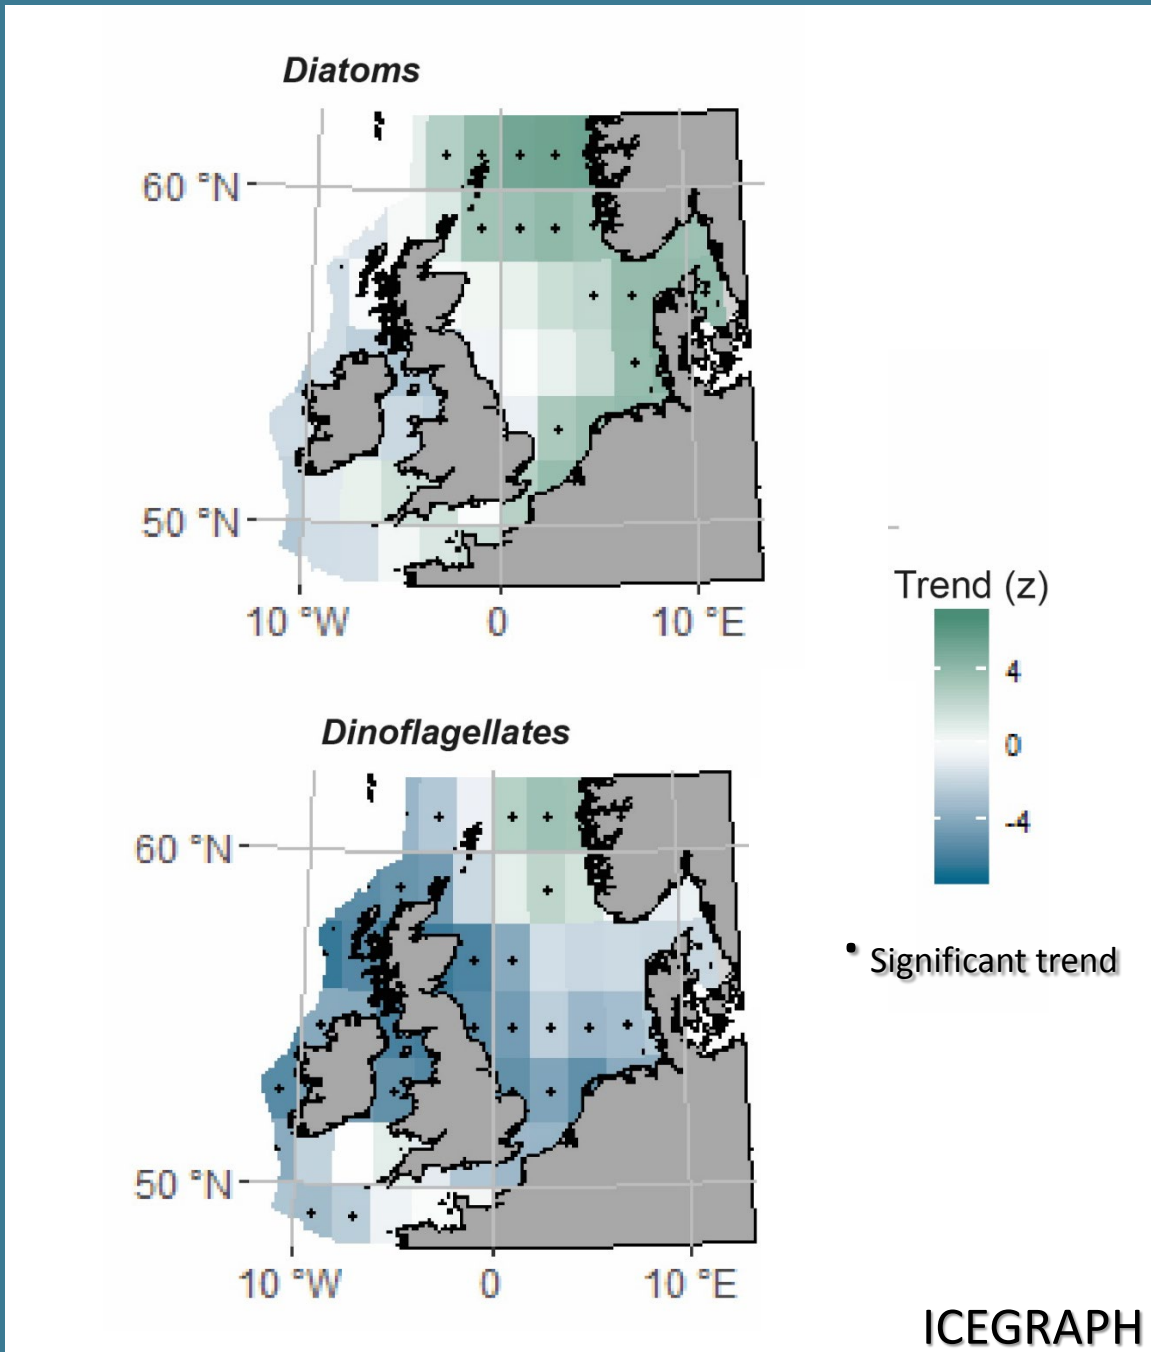 Diatoms
60 °N
50 °N
10 °W 0 10 °E
Trend (z)
4
0
-4
Dinoflagellates
60 °N
50 °N
10 °W 0 10 °E
• Significant trend
ICEGRAPH